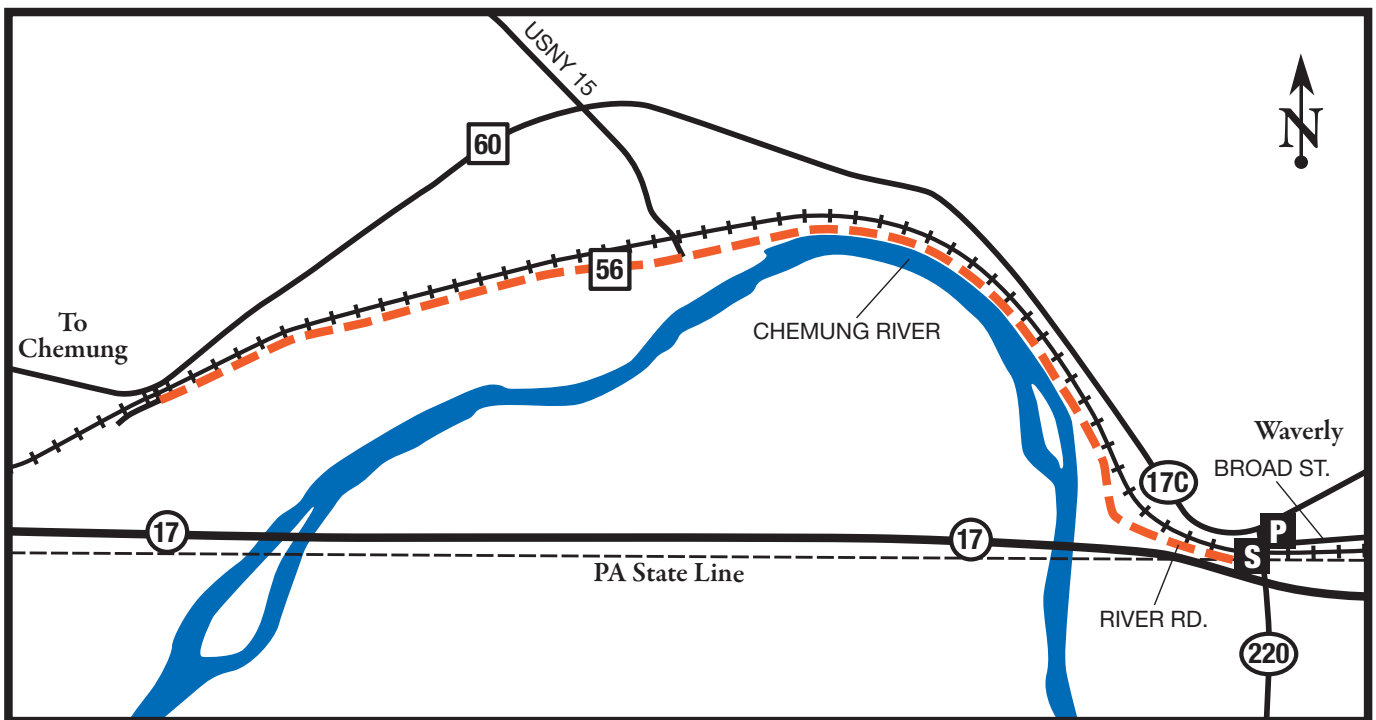 USNY 15
60
N
56
To
Chemung
CHEMUNG RIVER
Waverly
BROAD ST.
17C
P
17
17
S
PA State Line
RIVER RD.
220